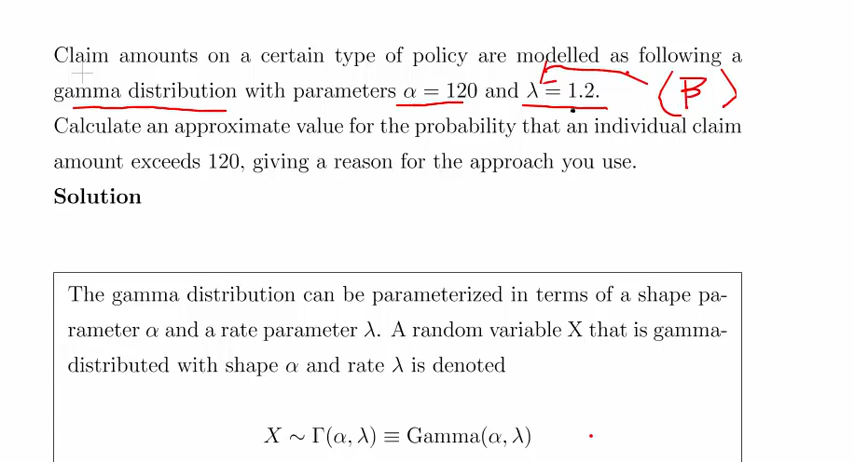 Claim amounts on a certain type of policy are modelled as following a
gamma distribution with parameters α = 120 and λ = 1.2.
(β)
Calculate an approximate value for the probability that an individual claim
amount exceeds 120, giving a reason for the approach you use.
Solution
The gamma distribution can be parameterized in terms of a shape pa-
rameter α and a rate parameter λ. A random variable X that is gamma-
distributed with shape α and rate λ is denoted
X ∼ Γ(α, λ) ≡ Gamma(α, λ)